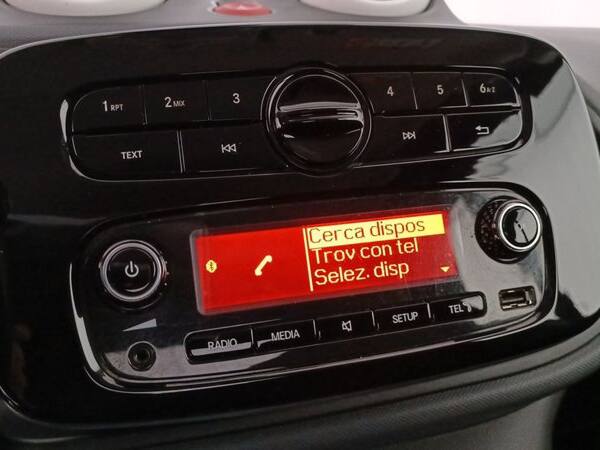 1 RPT 2 MIX 3 4 5 6 A-Z
TEXT
Cerca dispos
Trov con tel
Selez. disp
RADIO MEDIA SETUP TEL